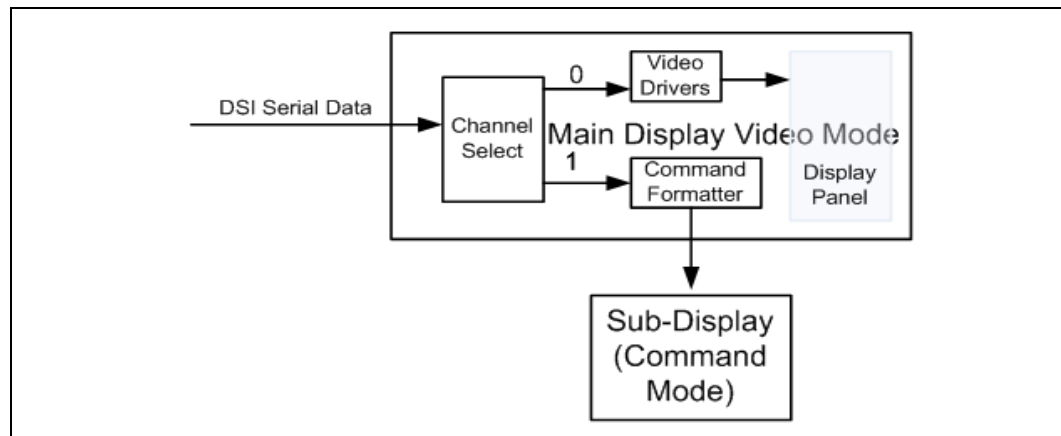 DSI Serial Data
Channel
Select
0
Video
Drivers
Main Display Video Mode
1
Command
Formatter
Display
Panel
Sub-Display
(Command
Mode)